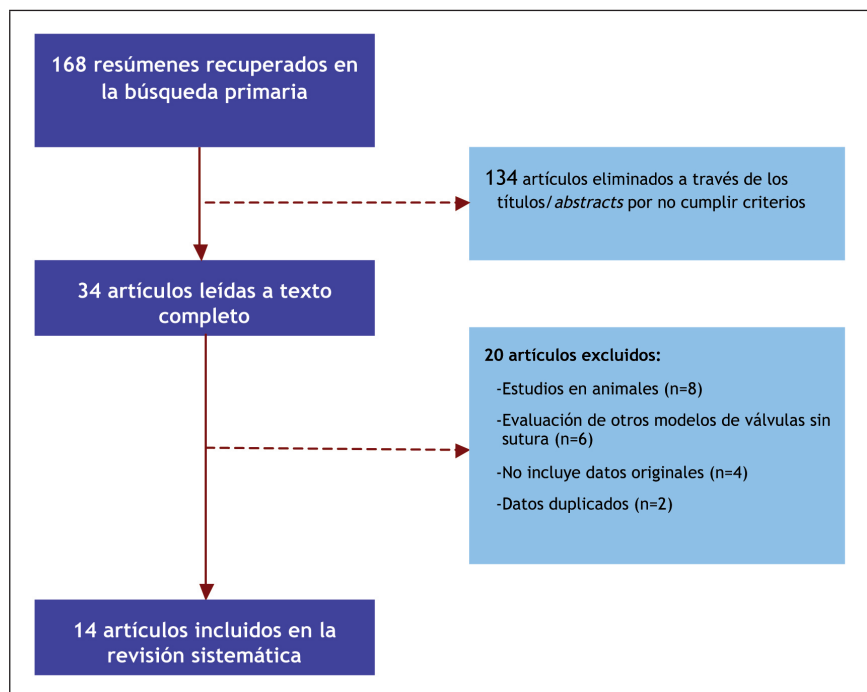 168 resúmenes recuperados en
la búsqueda primaria
134 artículos eliminados a través de los
títulos/abstracts por no cumplir criterios
34 artículos leídas a texto
completo
20 artículos excluidos:
-Estudios en animales (n=8)
-Evaluación de otros modelos de válvulas sin
sutura (n=6)
-No incluye datos originales (n=4)
-Datos duplicados (n=2)
14 artículos incluidos en la
revisión sistemática